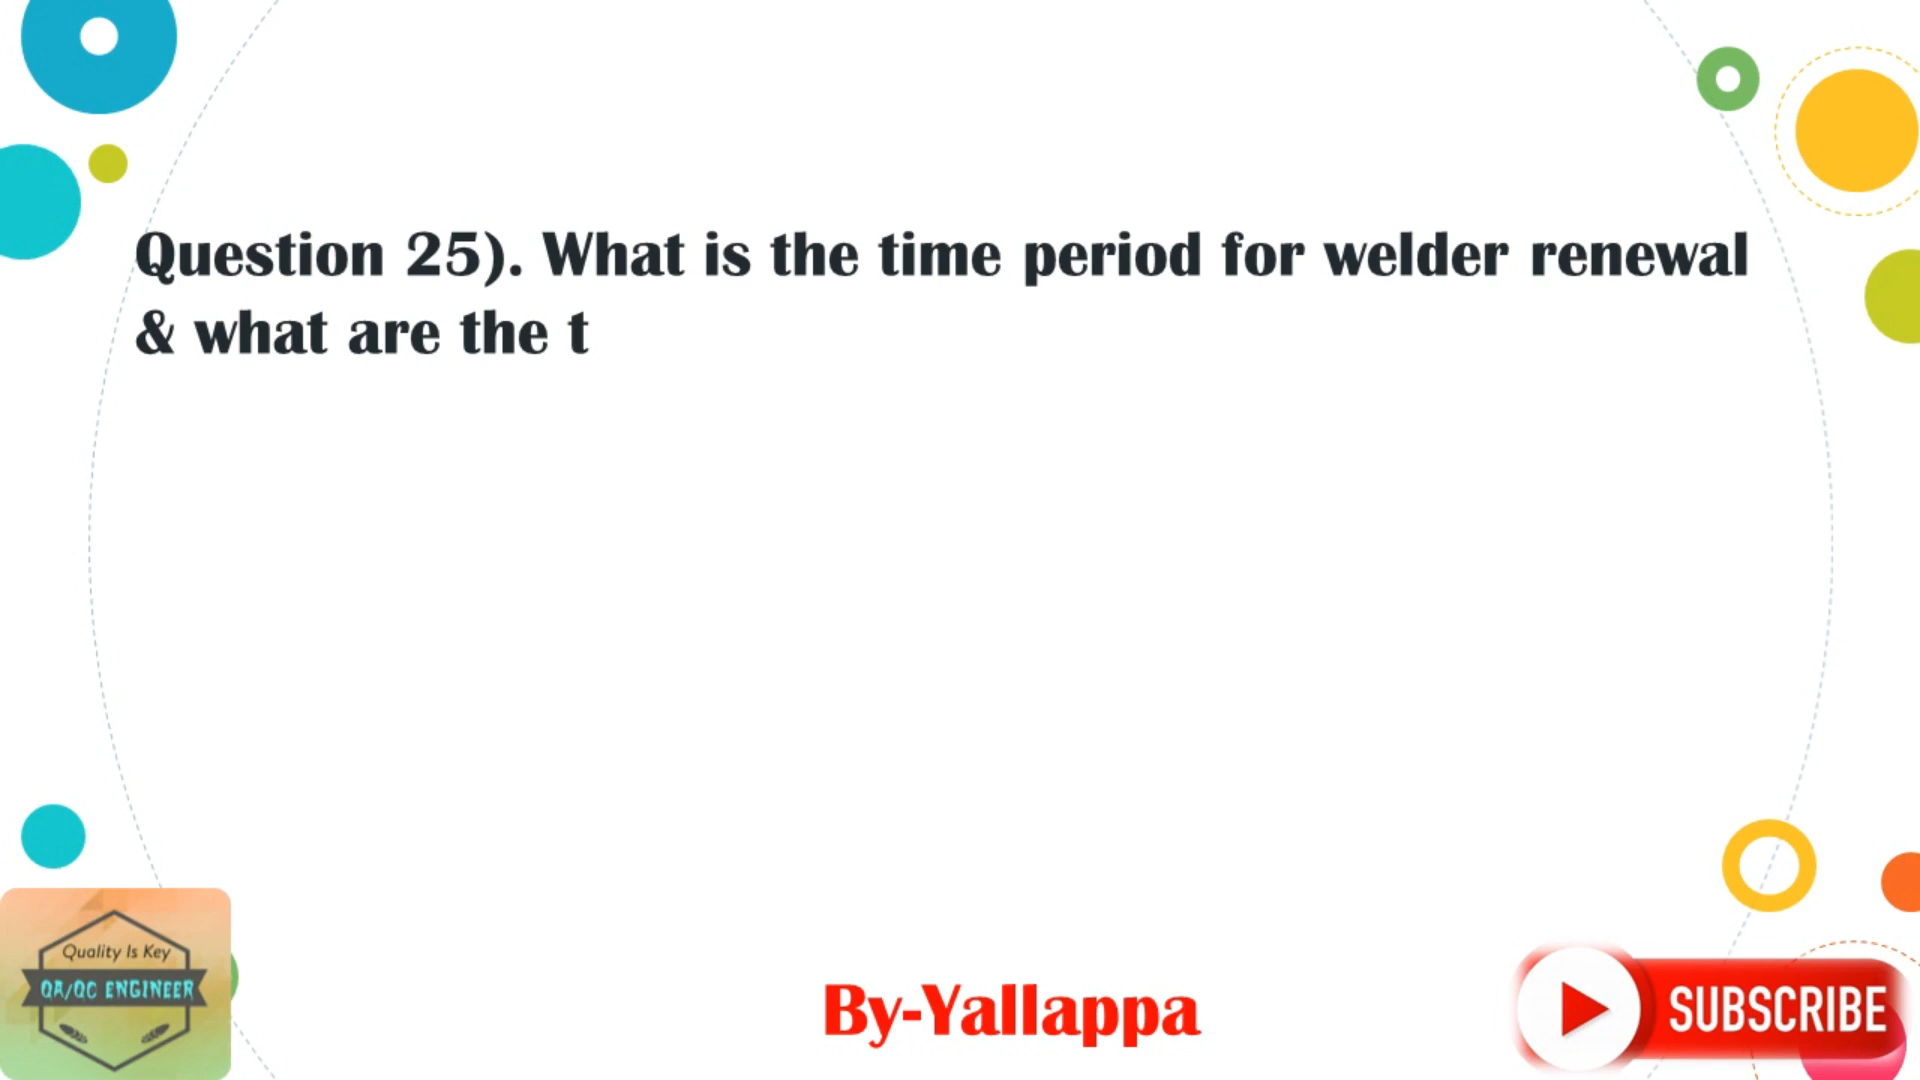 Question 25). What is the time period for welder renewal
& what are the t
Quality Is Key
QA/QC ENGINEER
By-Yallappa
SUBSCRIBE